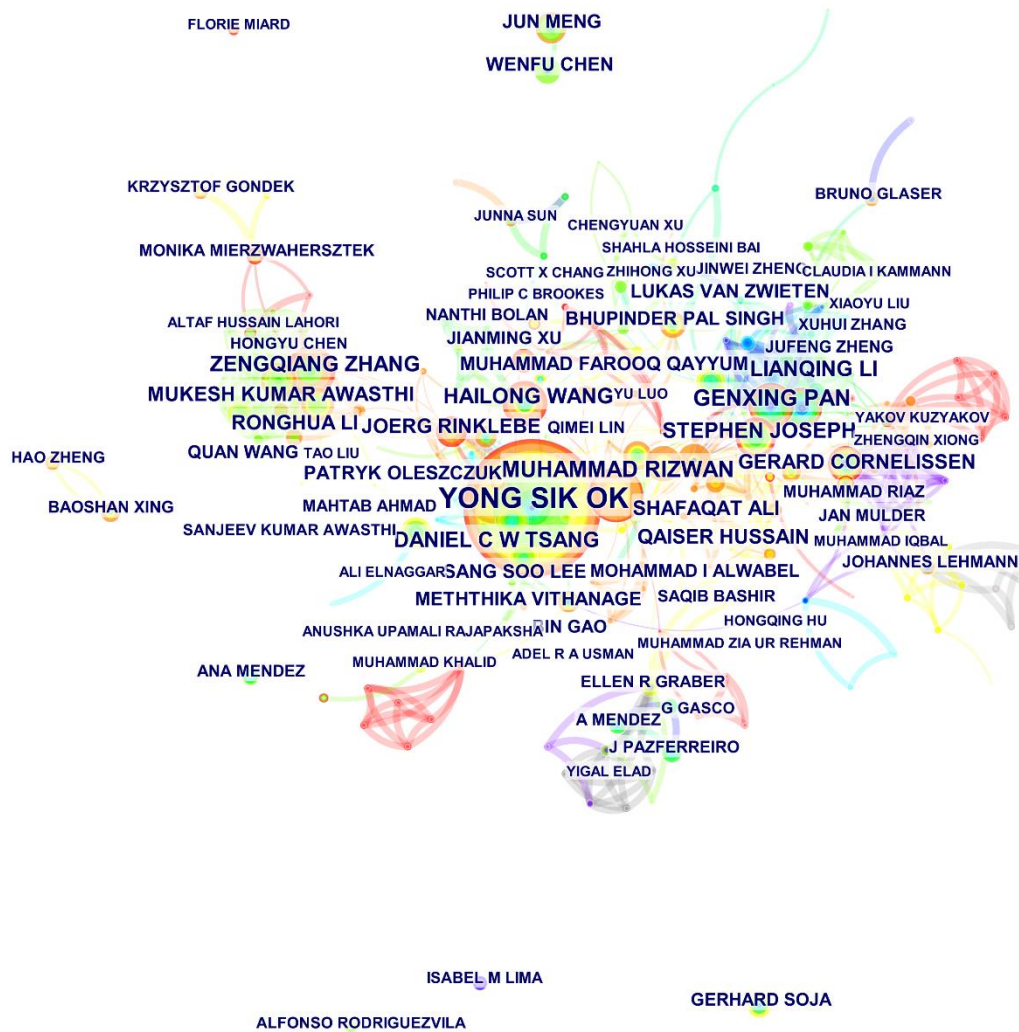 FLORIE MIARD
JUN MENG
WENFU CHEN
KRZYSZTOF GONDEK
BRUNO GLASER
JUNNA SUN
CHENGYUAN XU
MONIKA MIERZWAHERSZTEK
SHAHLA HOSSEINI BAI
SCOTT X CHANG
ZHIHONG XU
JINWEI ZHENG
CLAUDIA I KAMMANN
PHILIP C BROOKES
LUKAS VAN ZWIETEN
XIAOYU LIU
NANTHI BOLAN
BHUPINDER PAL SINGH
ALTAF HUSSAIN LAHORI
XUHUI ZHANG
HONGYU CHEN
JIANMING XU
JUFENG ZHENG
ZENGQIANG ZHANG
MUHAMMAD FAROOQ QAYYUM
LIANQING LI
MUKESH KUMAR AWASTHI
HAILONG WANG
YU LUO
GENXING PAN
RONGHUA LI
JOERG RINKLEBE
QIMEI LIN
STEPHEN JOSEPH
YAKOV KUZYAKOV
ZHENGQIN XIONG
QUAN WANG
TAO LIU
HAO ZHENG
PATRYK OLESZCZUK
MUHAMMAD RIZWAN
GERARD CORNELISSEN
MUHAMMAD RIAZ
BAOSHAN XING
MAHTAB AHMAD
YONG SIK OK
SHAFAQAT ALI
JAN MULDER
SANJEEV KUMAR AWASTHI
DANIEL C W TSANG
QAISER HUSSAIN
MUHAMMAD IQBAL
JOHANNES LEHMANN
ALI ELNAGGAR
SANG SOO LEE
MOHAMMAD I ALWABEL
METHTHIKA VITHANAGE
SAQIB BASHIR
HONGQING HU
ANUSHKA UPAMALI RAJAPAKSHA
BIN GAO
MUHAMMAD ZIA UR REHMAN
ADEL R A USMAN
MUHAMMAD KHALID
ANA MENDEZ
ELLEN R GRABER
G GASCO
A MENDEZ
J PAZFERREIRO
YIGAL ELAD
ISABEL M LIMA
GERHARD SOJA
ALFONSO RODRIGUEZVILA